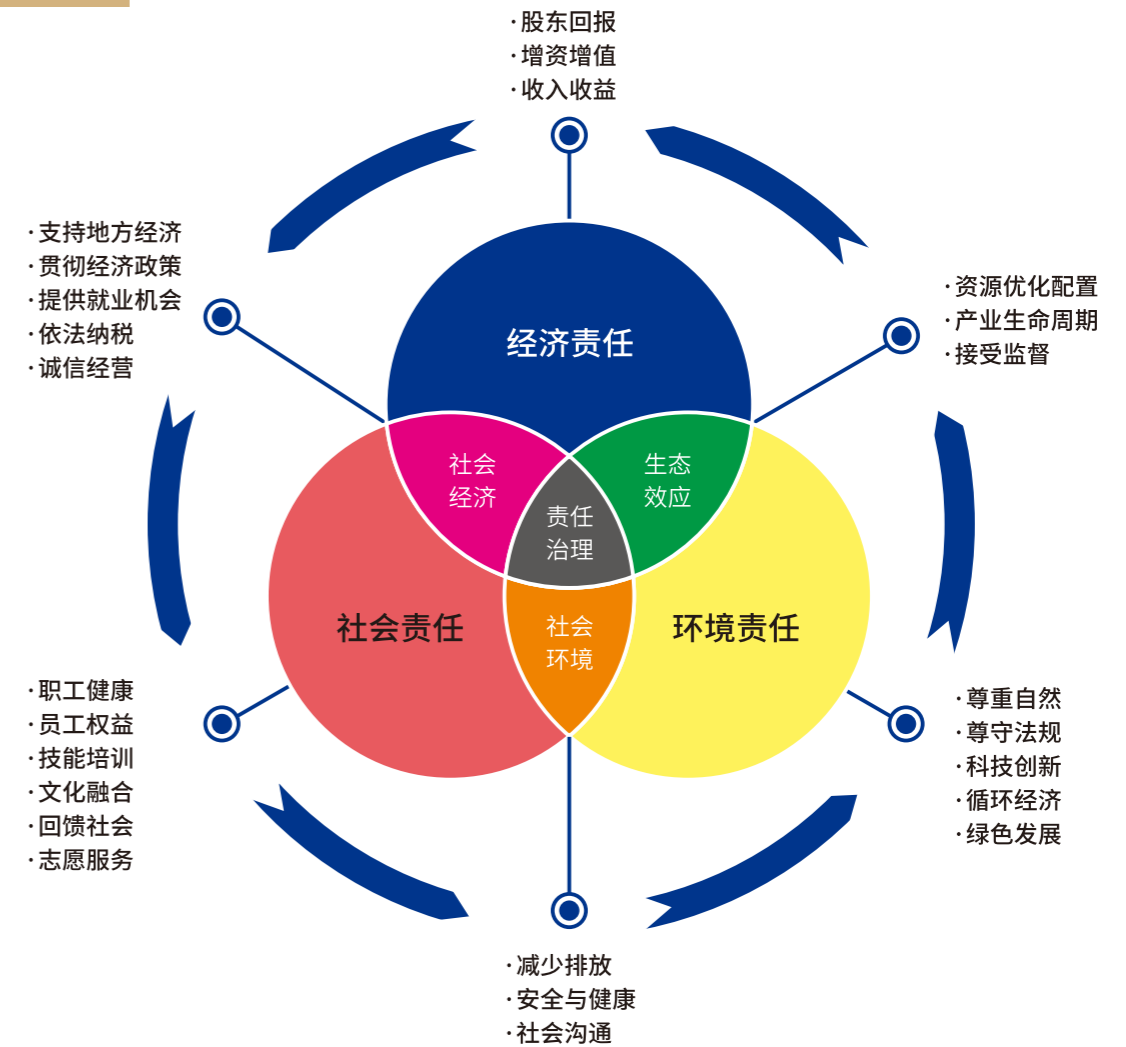 ·股东回报
·增资增值
·收入收益
·支持地方经济
·贯彻经济政策
·提供就业机会
·依法纳税
·诚信经营
·资源优化配置
·产业生命周期
·接受监督
经济责任
社会
经济
生态
效应
责任
治理
社会责任
社会
环境
环境责任
·职工健康
·员工权益
·技能培训
·文化融合
·回馈社会
·志愿服务
·尊重自然
·尊守法规
·科技创新
·循环经济
·绿色发展
·减少排放
·安全与健康
·社会沟通